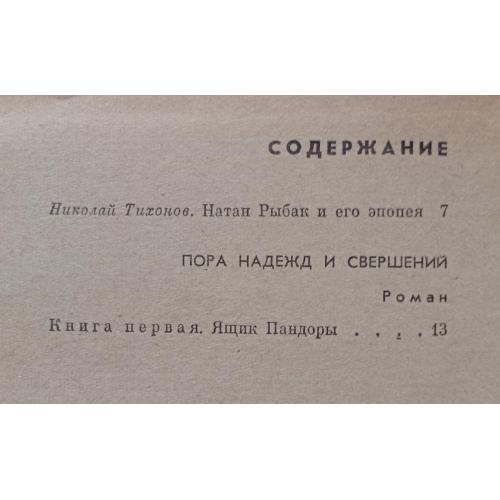 СОДЕРЖАНИЕ
Николай Тихонов. Натан Рыбак и его эпопея 7
ПОРА НАДЕЖД И СВЕРШЕНИЙ
Роман
Книга первая. Ящик Пандоры . . . . 13